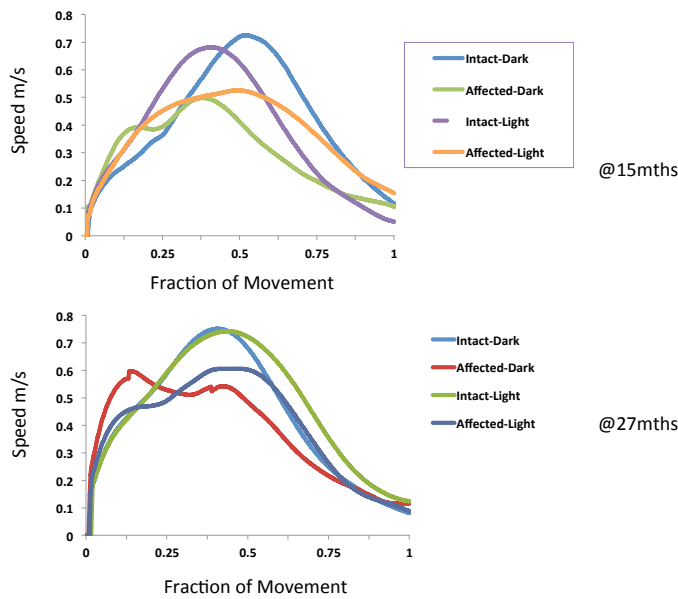 0.8
0.7
0.6
0.5
0.4
0.3
0.2
0.1
0
Speed m/s
0 0.25 0.5 0.75 1
Fraction of Movement
Intact-Dark
Affected-Dark
Intact-Light
Affected-Light
@15mths
0.8
0.7
0.6
0.5
0.4
0.3
0.2
0.1
0
Speed m/s
0 0.25 0.5 0.75 1
Fraction of Movement
Intact-Dark
Affected-Dark
Intact-Light
Affected-Light
@27mths